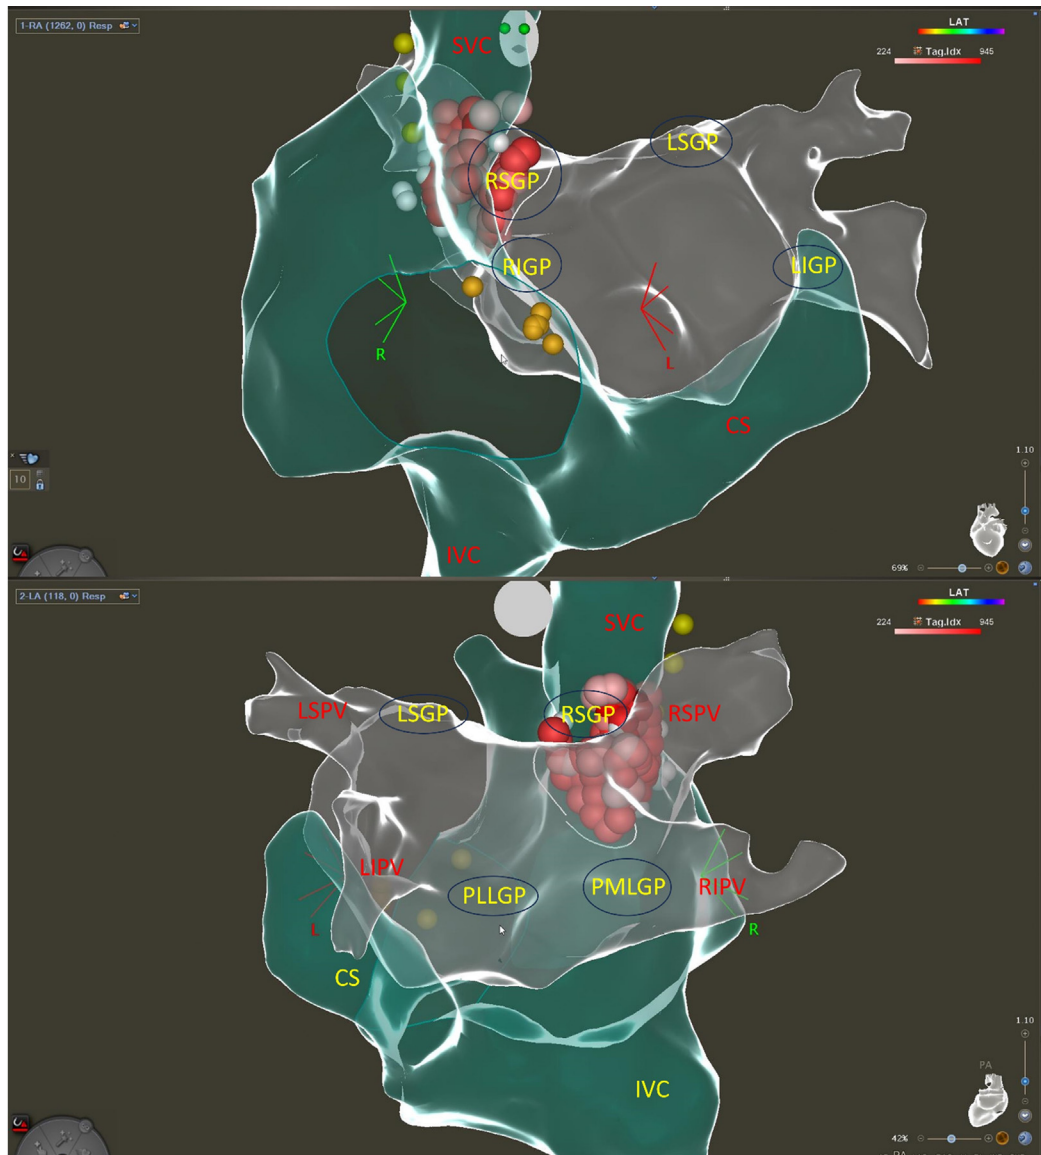 1-RA (1262, 0) Resp
LAT
224 Tag.Idx 945
SVC
LSGP
RSGP
RIGP
LIGP
R
L
CS
1.10
10
IVC
69%
2-LA (118, 0) Resp
LAT
224 Tag.Idx 945
SVC
LSPV
LSGP
RSGP
RSPV
LIPV
PLLGP
PMLGP
RIPV
L
R
CS
1.10
PA
IVC
42%